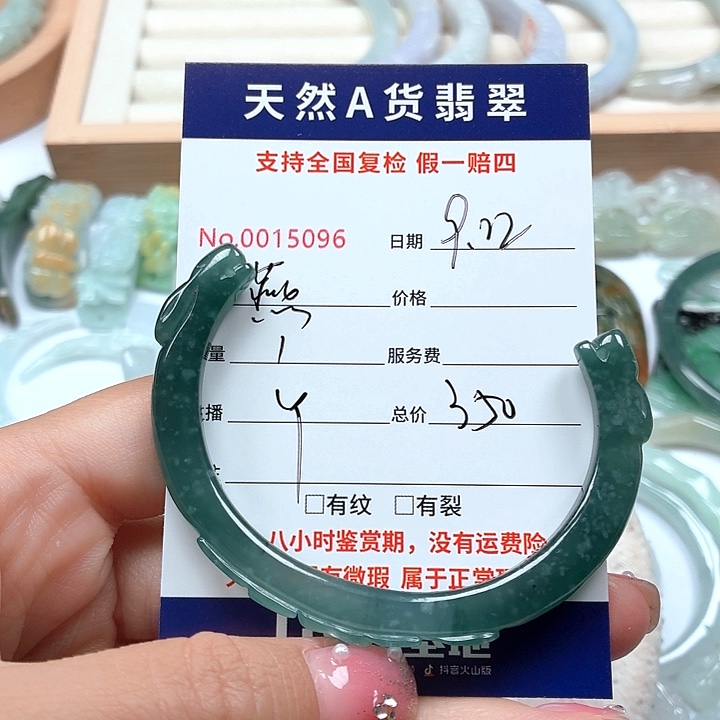 天然A货翡翠
支持全国复检 假一赔四
No.0015096 日期 9.22
价格
量 1 服务费
播 总价 350
□有纹 □有裂
八小时鉴赏期，没有运费险
有微瑕 属于正常
抖音火山版